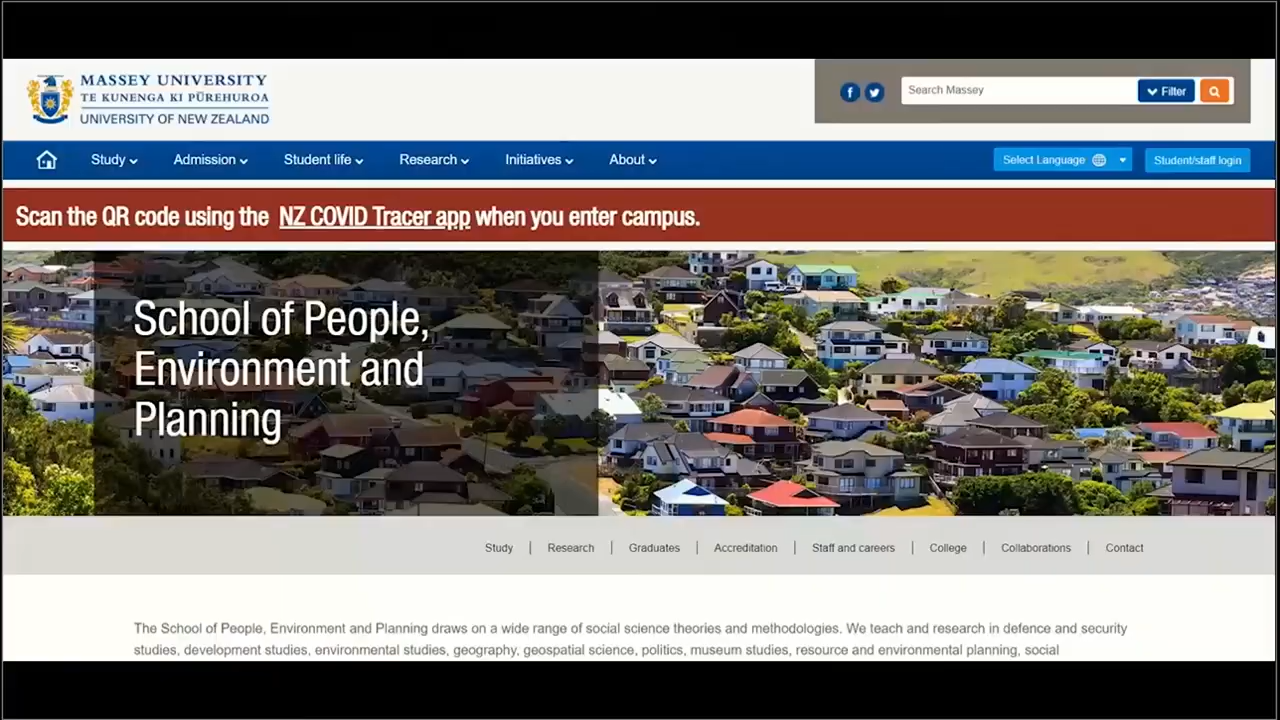 MASSEY UNIVERSITY
TE KUNENGA KI PŪREHUROA
UNIVERSITY OF NEW ZEALAND
Search Massey
Filter
Study
Admission
Student life
Research
Initiatives
About
Select Language
Student/staff login
Scan the QR code using the NZ COVID Tracer app when you enter campus.
School of People,
Environment and
Planning
Study | Research | Graduates | Accreditation | Staff and careers | College | Collaborations | Contact
The School of People, Environment and Planning draws on a wide range of social science theories and methodologies. We teach and research in defence and security
studies, development studies, environmental studies, geography, geospatial science, politics, museum studies, resource and environmental planning, social